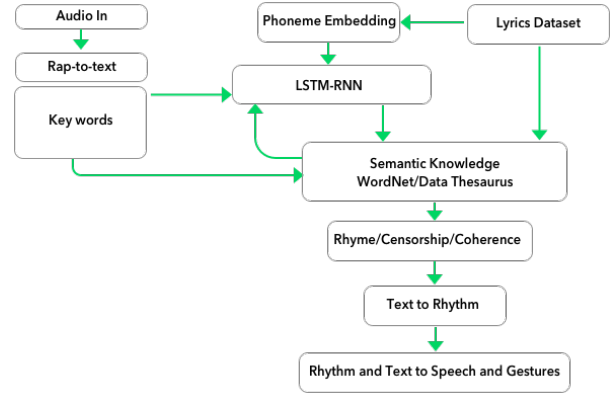 Audio In
Phoneme Embedding
Lyrics Dataset
Rap-to-text
LSTM-RNN
Key words
Semantic Knowledge
WordNet/Data Thesaurus
Rhyme/Censorship/Coherence
Text to Rhythm
Rhythm and Text to Speech and Gestures